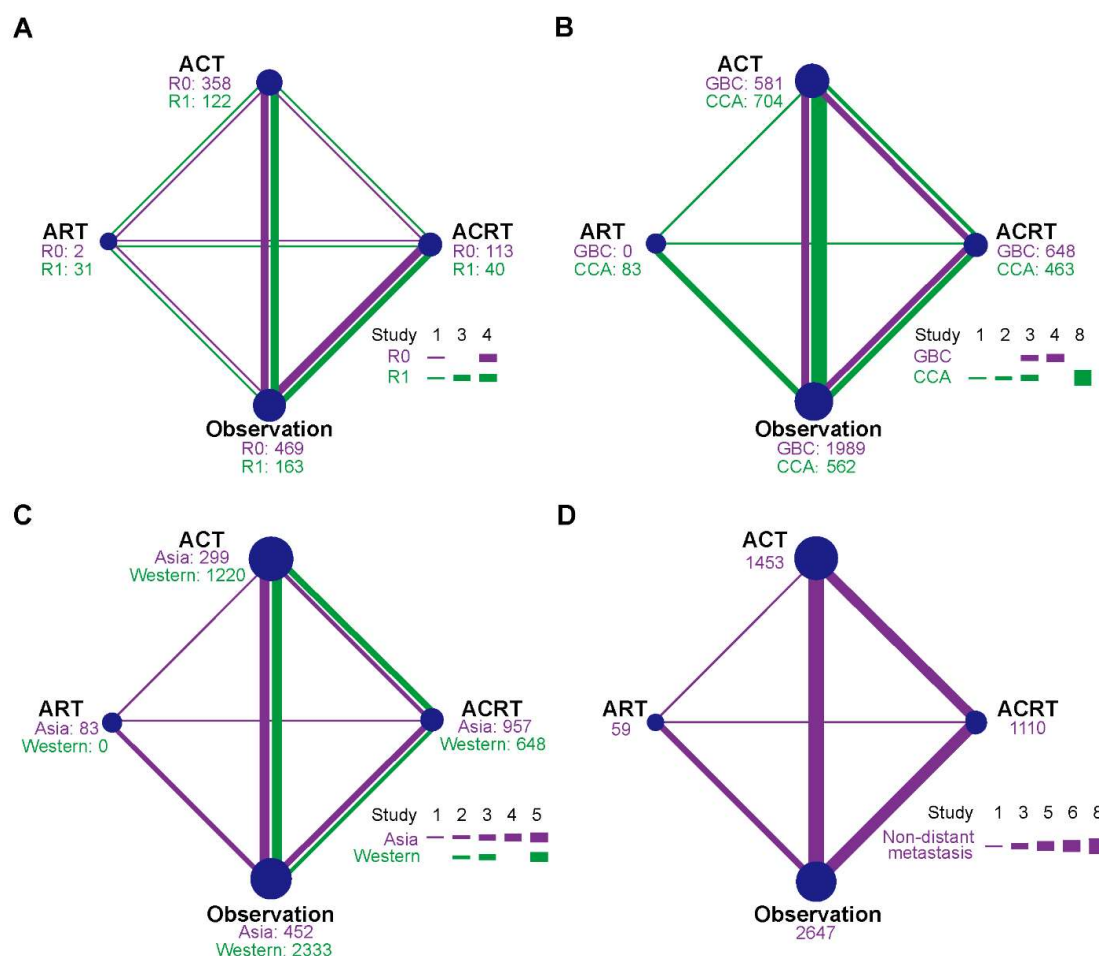 A
ACT
R0: 358
R1: 122
ART
R0: 2
R1: 31
ACRT
R0: 113
R1: 40
Study 1 3 4
R0
R1
Observation
R0: 469
R1: 163
B
ACT
GBC: 581
CCA: 704
ART
GBC: 0
CCA: 83
ACRT
GBC: 648
CCA: 463
Study 1 2 3 4 8
GBC
CCA
Observation
GBC: 1989
CCA: 562
C
ACT
Asia: 299
Western: 1220
ART
Asia: 83
Western: 0
ACRT
Asia: 957
Western: 648
Study 1 2 3 4 5
Asia
Western
Observation
Asia: 452
Western: 2333
D
ACT
1453
ART
59
ACRT
1110
Study 1 3 5 6 8
Non-distant
metastasis
Observation
2647